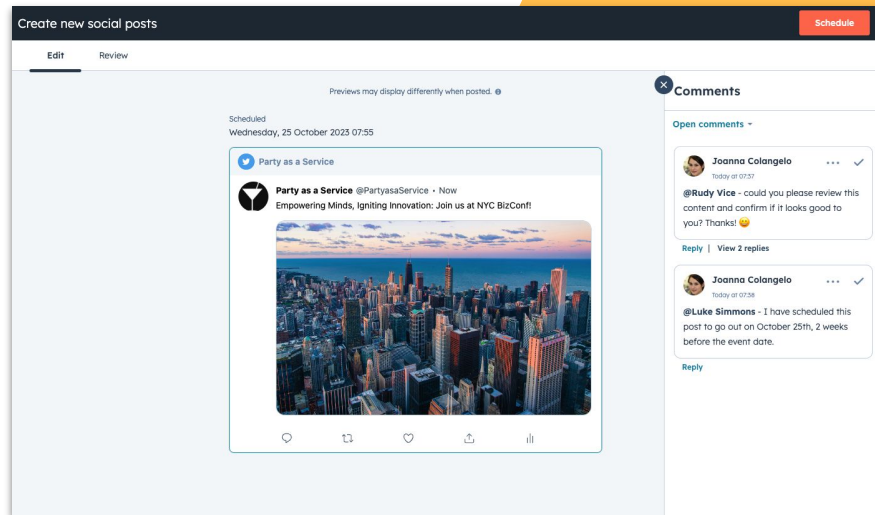 Create new social posts
Schedule
Edit
Review
Previews may display differently when posted.
Scheduled
Wednesday, 25 October 2023 07:55
Party as a Service
Party as a Service @PartyasaService • Now
Empowering Minds, Igniting Innovation: Join us at NYC BizConf!
Comments
Open comments
Joanna Colangelo
Today at 07:37
@Rudy Vice - could you please review this
content and confirm if it looks good to
you? Thanks! 😀
Reply | View 2 replies
Joanna Colangelo
Today at 07:38
@Luke Simmons - I have scheduled this
post to go out on October 25th, 2 weeks
before the event date.
Reply